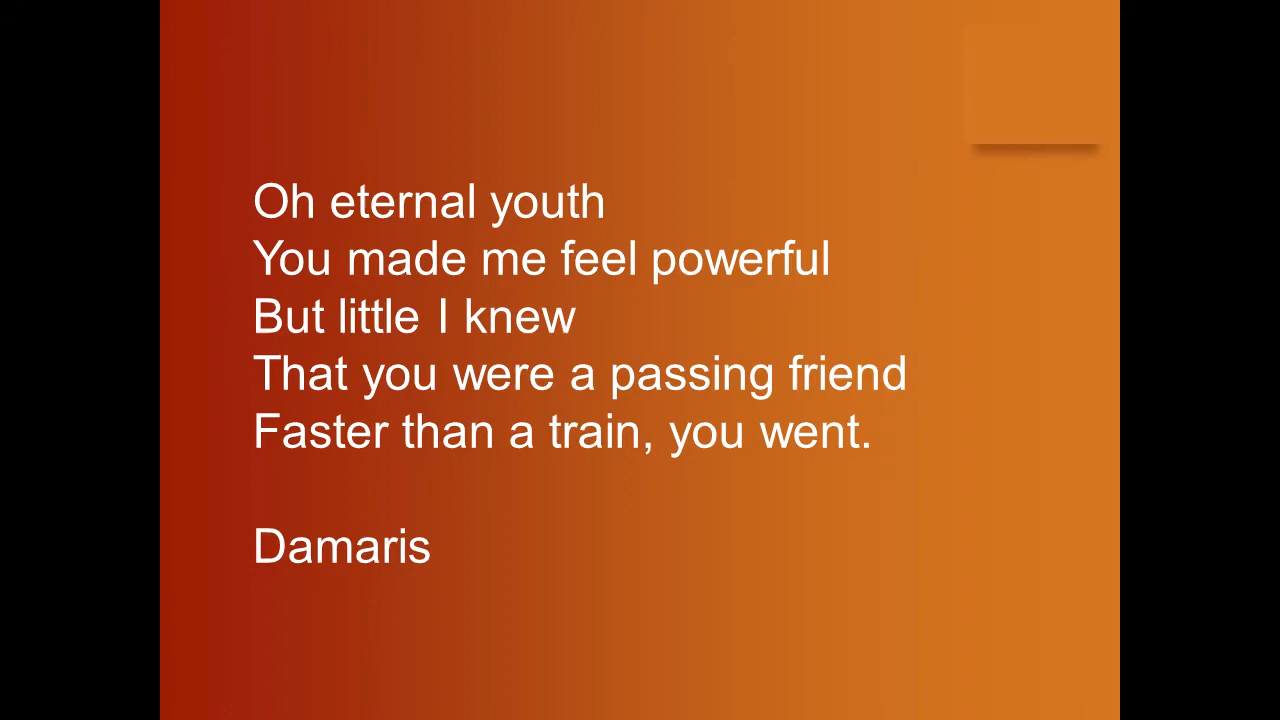 Oh eternal youth
You made me feel powerful
But little I knew
That you were a passing friend
Faster than a train, you went.
Damaris